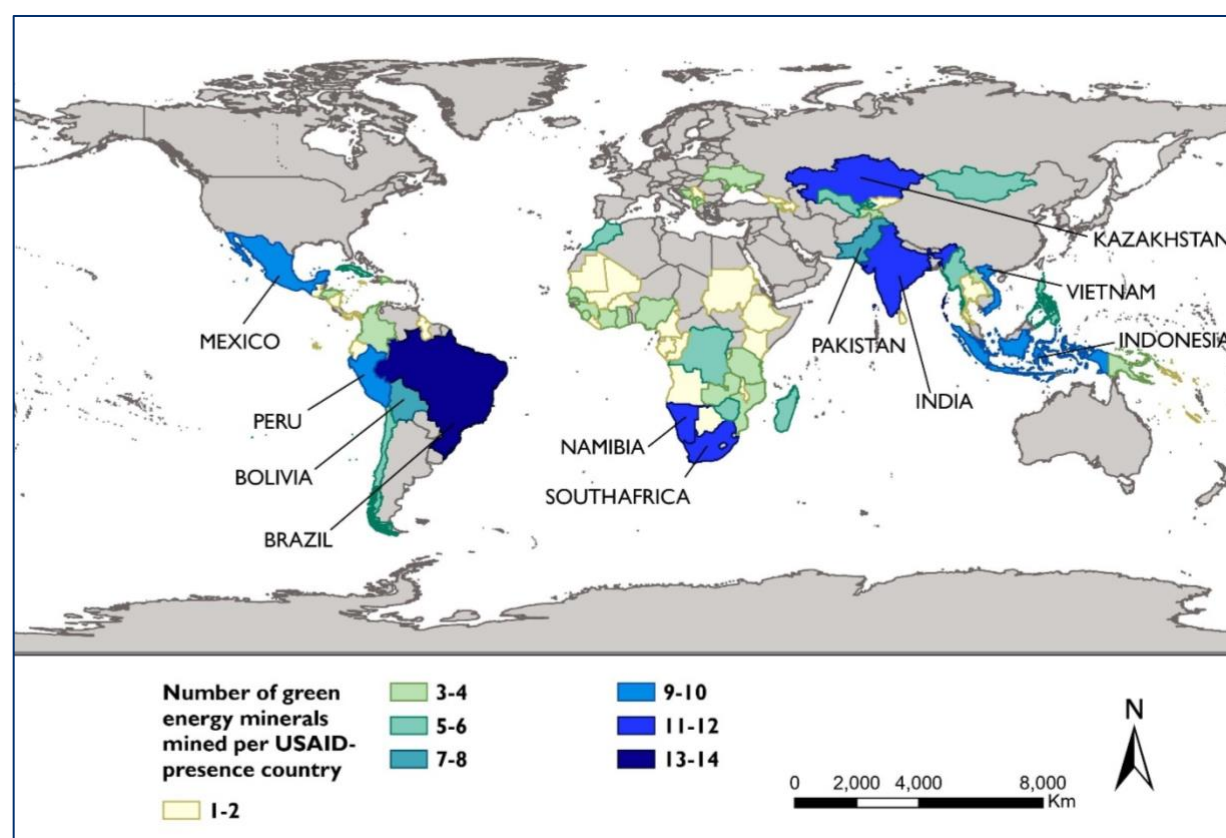 KAZAKHSTAN
VIETNAM
MEXICO
PAKISTAN
INDONESIA
INDIA
PERU
NAMIBIA
BOLIVIA
SOUTHAFRICA
BRAZIL
Number of green
energy minerals
mined per USAID-
presence country
1-2
3-4
5-6
7-8
9-10
11-12
13-14
N
0 2,000 4,000 8,000
Km